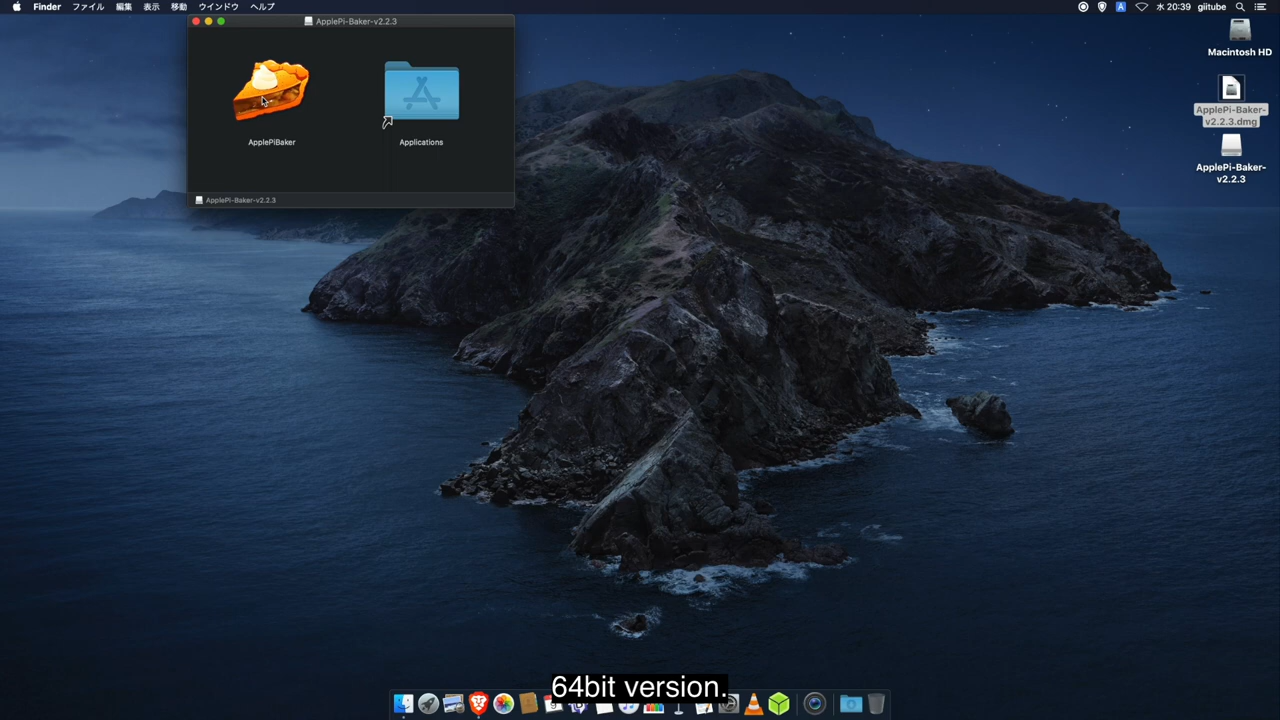 Finder ファイル 編集 表示 移動 ウインドウ ヘルプ
A 水 20:39 giitube
ApplePi-Baker-v2.2.3
ApplePiBaker
Applications
ApplePi-Baker-v2.2.3
Macintosh HD
ApplePi-Baker-
v2.2.3.dmg
ApplePi-Baker-
v2.2.3
64bit version.